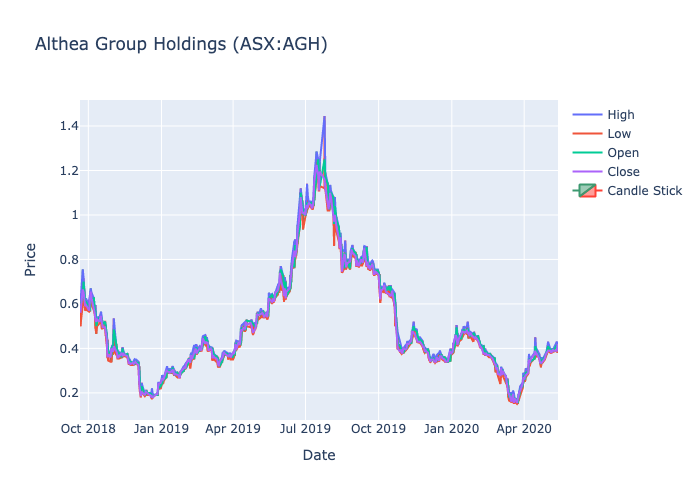 Althea Group Holdings (ASX:AGH)
High
Low
Open
Close
Candle Stick
Price
1.4
1.2
1
0.8
0.6
0.4
0.2
Oct 2018 Jan 2019 Apr 2019 Jul 2019 Oct 2019 Jan 2020 Apr 2020
Date